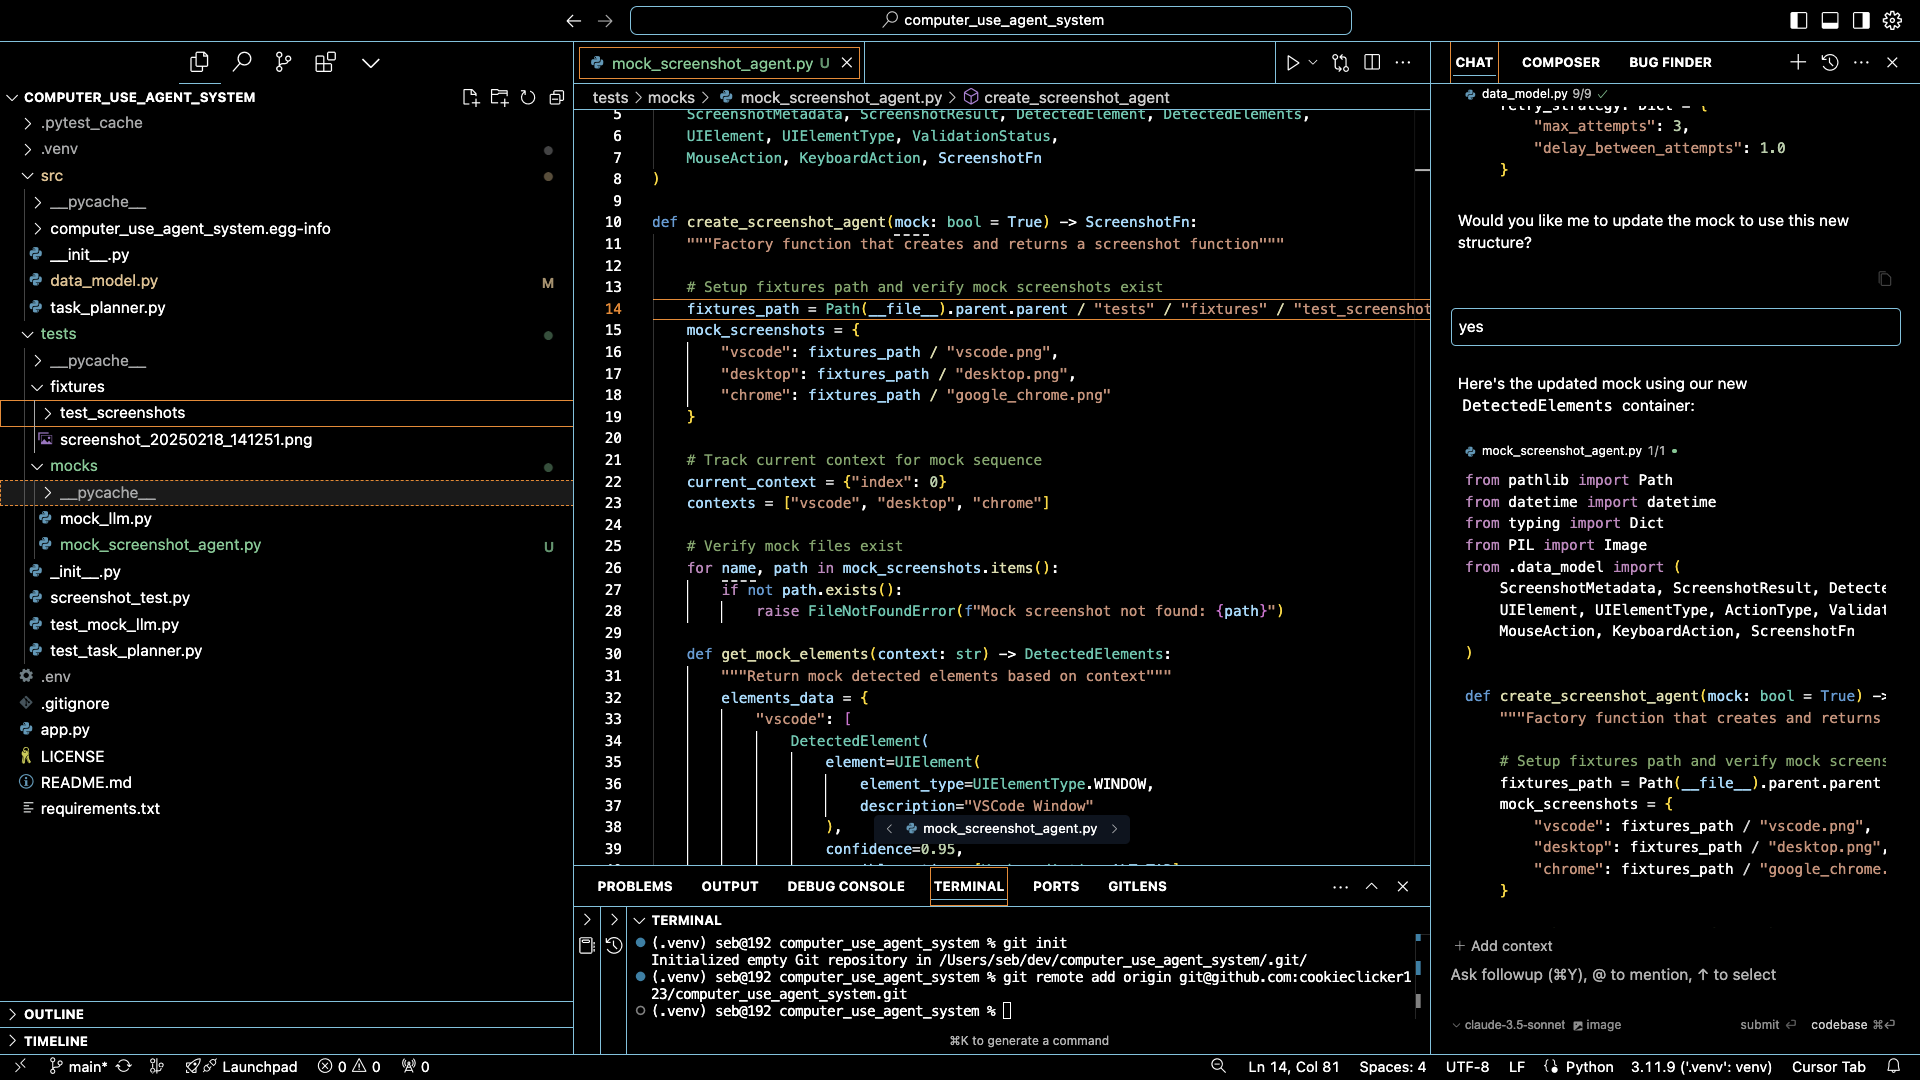 computer_use_agent_system
COMPUTER_USE_AGENT_SYSTEM
.pytest_cache
.venv
src
__pycache__
computer_use_agent_system.egg-info
__init__.py
data_model.py M
task_planner.py
tests
__pycache__
fixtures
test_screenshots
screenshot_20250218_141251.png
mocks
__pycache__
mock_llm.py
mock_screenshot_agent.py U
_init__.py
screenshot_test.py
test_mock_llm.py
test_task_planner.py
.env
.gitignore
app.py
LICENSE
README.md
requirements.txt
OUTLINE
TIMELINE
mock_screenshot_agent.py U
tests > mocks > mock_screenshot_agent.py > create_screenshot_agent
5 ScreenshotMetadata, ScreenshotResult, DetectedElement, DetectedElements,
6 UIElement, UIElementType, ValidationStatus,
7 MouseAction, KeyboardAction, ScreenshotFn
8 )
9
10 def create_screenshot_agent(mock: bool = True) -> ScreenshotFn:
11 """Factory function that creates and returns a screenshot function"""
12
13 # Setup fixtures path and verify mock screenshots exist
14 fixtures_path = Path(__file__).parent.parent / "tests" / "fixtures" / "test_screenshot
15 mock_screenshots = {
16 "vscode": fixtures_path / "vscode.png",
17 "desktop": fixtures_path / "desktop.png",
18 "chrome": fixtures_path / "google_chrome.png"
19 }
20
21 # Track current context for mock sequence
22 current_context = {"index": 0}
23 contexts = ["vscode", "desktop", "chrome"]
24
25 # Verify mock files exist
26 for name, path in mock_screenshots.items():
27 if not path.exists():
28 raise FileNotFoundError(f"Mock screenshot not found: {path}")
29
30 def get_mock_elements(context: str) -> DetectedElements:
31 """Return mock detected elements based on context"""
32 elements_data = {
33 "vscode": [
34 DetectedElement(
35 element=UIElement(
36 element_type=UIElementType.WINDOW,
37 description="VSCode Window"
38 ),
39 confidence=0.95,
mock_screenshot_agent.py
PROBLEMS OUTPUT DEBUG CONSOLE TERMINAL PORTS GITLENS
TERMINAL
(.venv) seb@192 computer_use_agent_system % git init
Initialized empty Git repository in /Users/seb/dev/computer_use_agent_system/.git/
(.venv) seb@192 computer_use_agent_system % git remote add origin git@github.com:cookieclicker1
23/computer_use_agent_system.git
(.venv) seb@192 computer_use_agent_system %
⌘K to generate a command
CHAT COMPOSER BUG FINDER
data_model.py 9/9
retry_strategy: Dict = {
"max_attempts": 3,
"delay_between_attempts": 1.0
}
Would you like me to update the mock to use this new
structure?
yes
Here's the updated mock using our new
DetectedElements container:
mock_screenshot_agent.py 1/1
from pathlib import Path
from datetime import datetime
from typing import Dict
from PIL import Image
from .data_model import (
ScreenshotMetadata, ScreenshotResult, Detecte
UIElement, UIElementType, ActionType, Validat
MouseAction, KeyboardAction, ScreenshotFn
)
def create_screenshot_agent(mock: bool = True) ->
"""Factory function that creates and returns
# Setup fixtures path and verify mock screens
fixtures_path = Path(__file__).parent.parent
mock_screenshots = {
"vscode": fixtures_path / "vscode.png",
"desktop": fixtures_path / "desktop.png",
"chrome": fixtures_path / "google_chrome.
}
+ Add context
Ask followup (⌘Y), @ to mention, ↑ to select
claude-3.5-sonnet image submit codebase ⌘⏎
main* Launchpad 0 0 0 Ln 14, Col 81 Spaces: 4 UTF-8 LF Python 3.11.9 ('.venv': venv) Cursor Tab